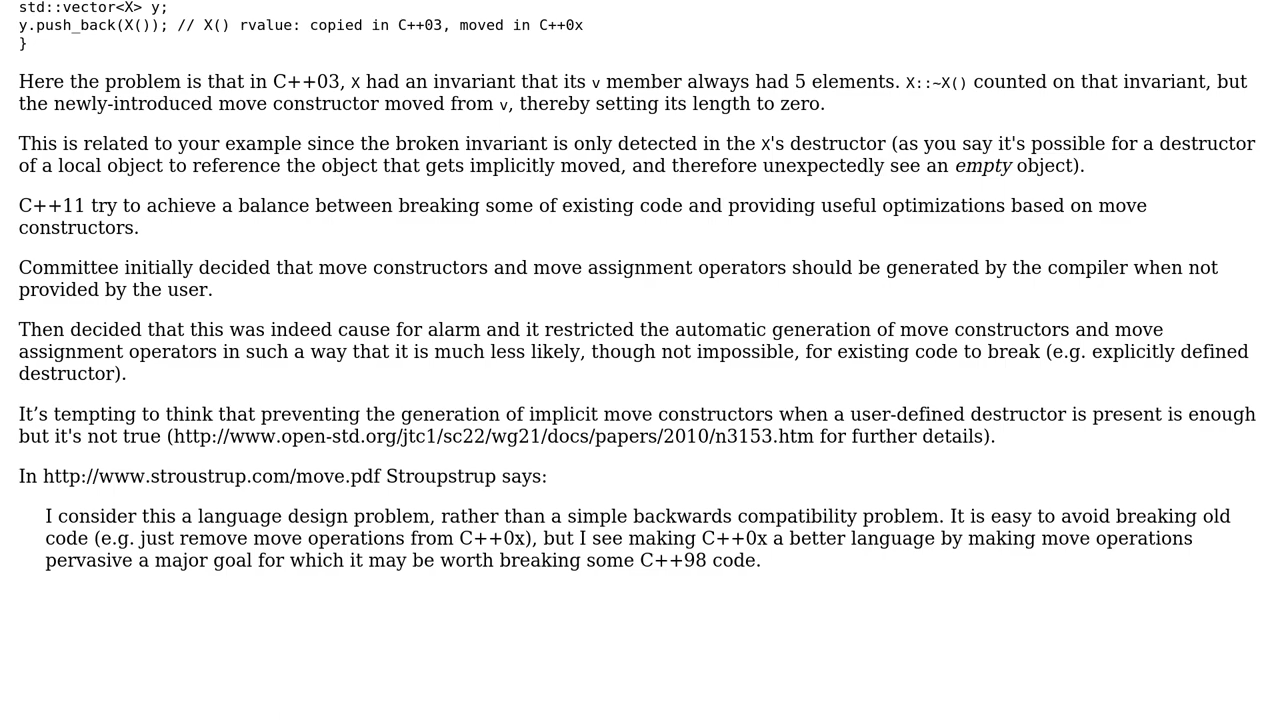 std::vector<X> y;
y.push_back(X()); // X() rvalue: copied in C++03, moved in C++0x
}
Here the problem is that in C++03, X had an invariant that its v member always had 5 elements. X::~X() counted on that invariant, but
the newly-introduced move constructor moved from v, thereby setting its length to zero.
This is related to your example since the broken invariant is only detected in the X's destructor (as you say it's possible for a destructor
of a local object to reference the object that gets implicitly moved, and therefore unexpectedly see an empty object).
C++11 try to achieve a balance between breaking some of existing code and providing useful optimizations based on move
constructors.
Committee initially decided that move constructors and move assignment operators should be generated by the compiler when not
provided by the user.
Then decided that this was indeed cause for alarm and it restricted the automatic generation of move constructors and move
assignment operators in such a way that it is much less likely, though not impossible, for existing code to break (e.g. explicitly defined
destructor).
It’s tempting to think that preventing the generation of implicit move constructors when a user-defined destructor is present is enough
but it's not true (http://www.open-std.org/jtc1/sc22/wg21/docs/papers/2010/n3153.htm for further details).
In http://www.stroustrup.com/move.pdf Stroupstrup says:
I consider this a language design problem, rather than a simple backwards compatibility problem. It is easy to avoid breaking old
code (e.g. just remove move operations from C++0x), but I see making C++0x a better language by making move operations
pervasive a major goal for which it may be worth breaking some C++98 code.